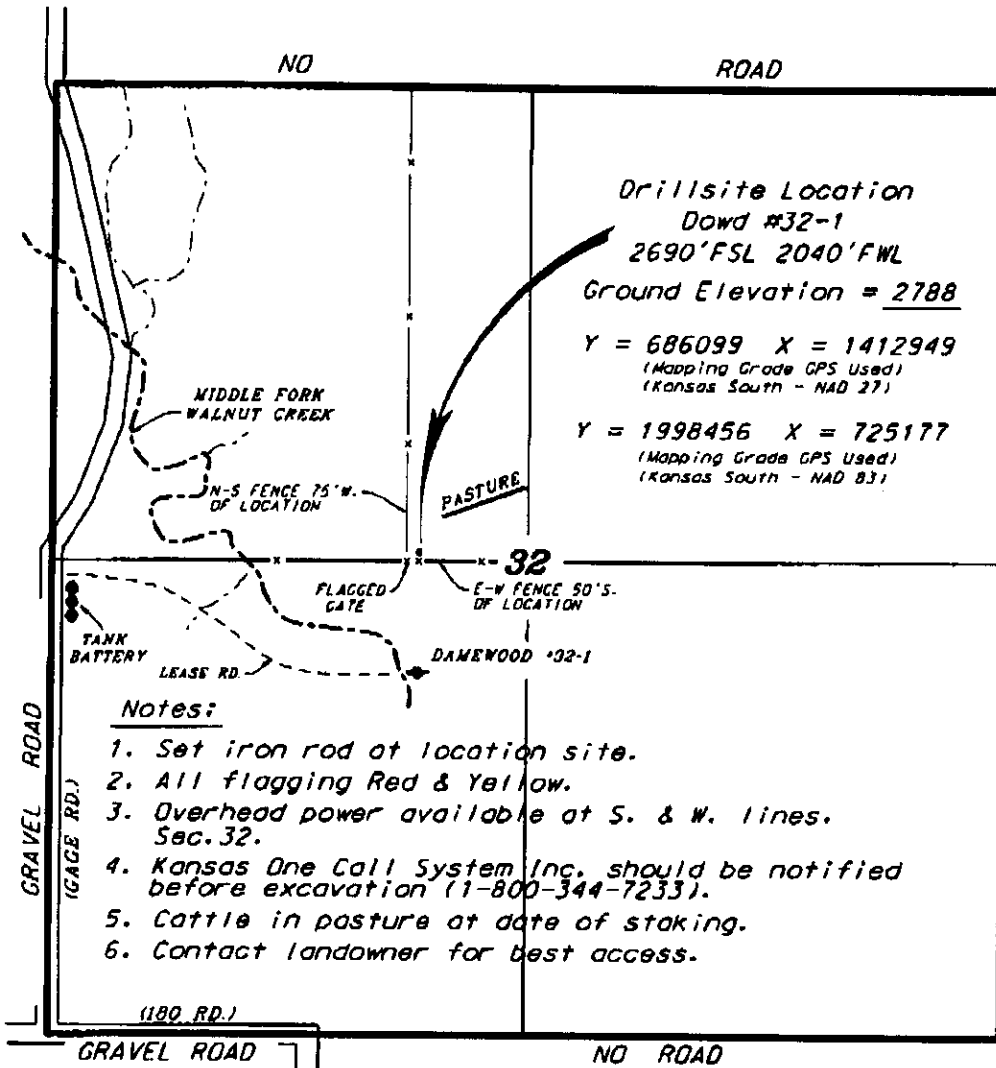 NO ROAD
Drillsite Location
Dowd #32-1
2690'FSL 2040'FWL
Ground Elevation = 2788
Y = 686099 X = 1412949
(Mapping Grade GPS Used)
(Kansas South - NAD 27)
Y = 1998456 X = 725177
(Mapping Grade GPS Used)
(Kansas South - NAD 83)
MIDDLE FORK
WALNUT CREEK
N-S FENCE 75'W.
OF LOCATION
PASTURE
32
FLAGGED
GATE
E-W FENCE 50'S.
OF LOCATION
TANK
BATTERY
LEASE RD.
DAMEWOOD #32-1
GRAVEL ROAD
(GAGE RD.)
Notes:
1. Set iron rod at location site.
2. All flagging Red & Yellow.
3. Overhead power available at S. & W. lines.
Sec.32.
4. Kansas One Call System Inc. should be notified
before excavation (1-800-344-7233).
5. Cattle in pasture at date of staking.
6. Contact landowner for best access.
(180 RD.)
GRAVEL ROAD
NO ROAD